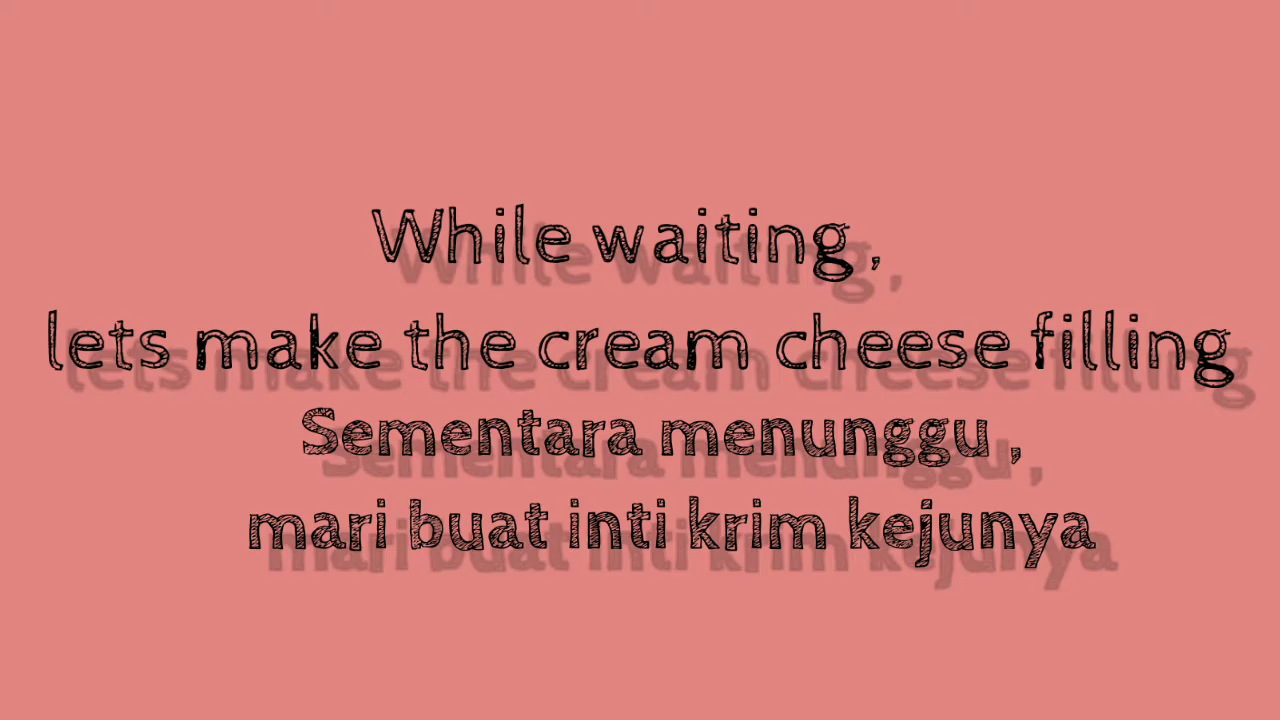 While waiting ,
lets make the cream cheese filling
Sementara menunggu ,
mari buat inti krim kejunya